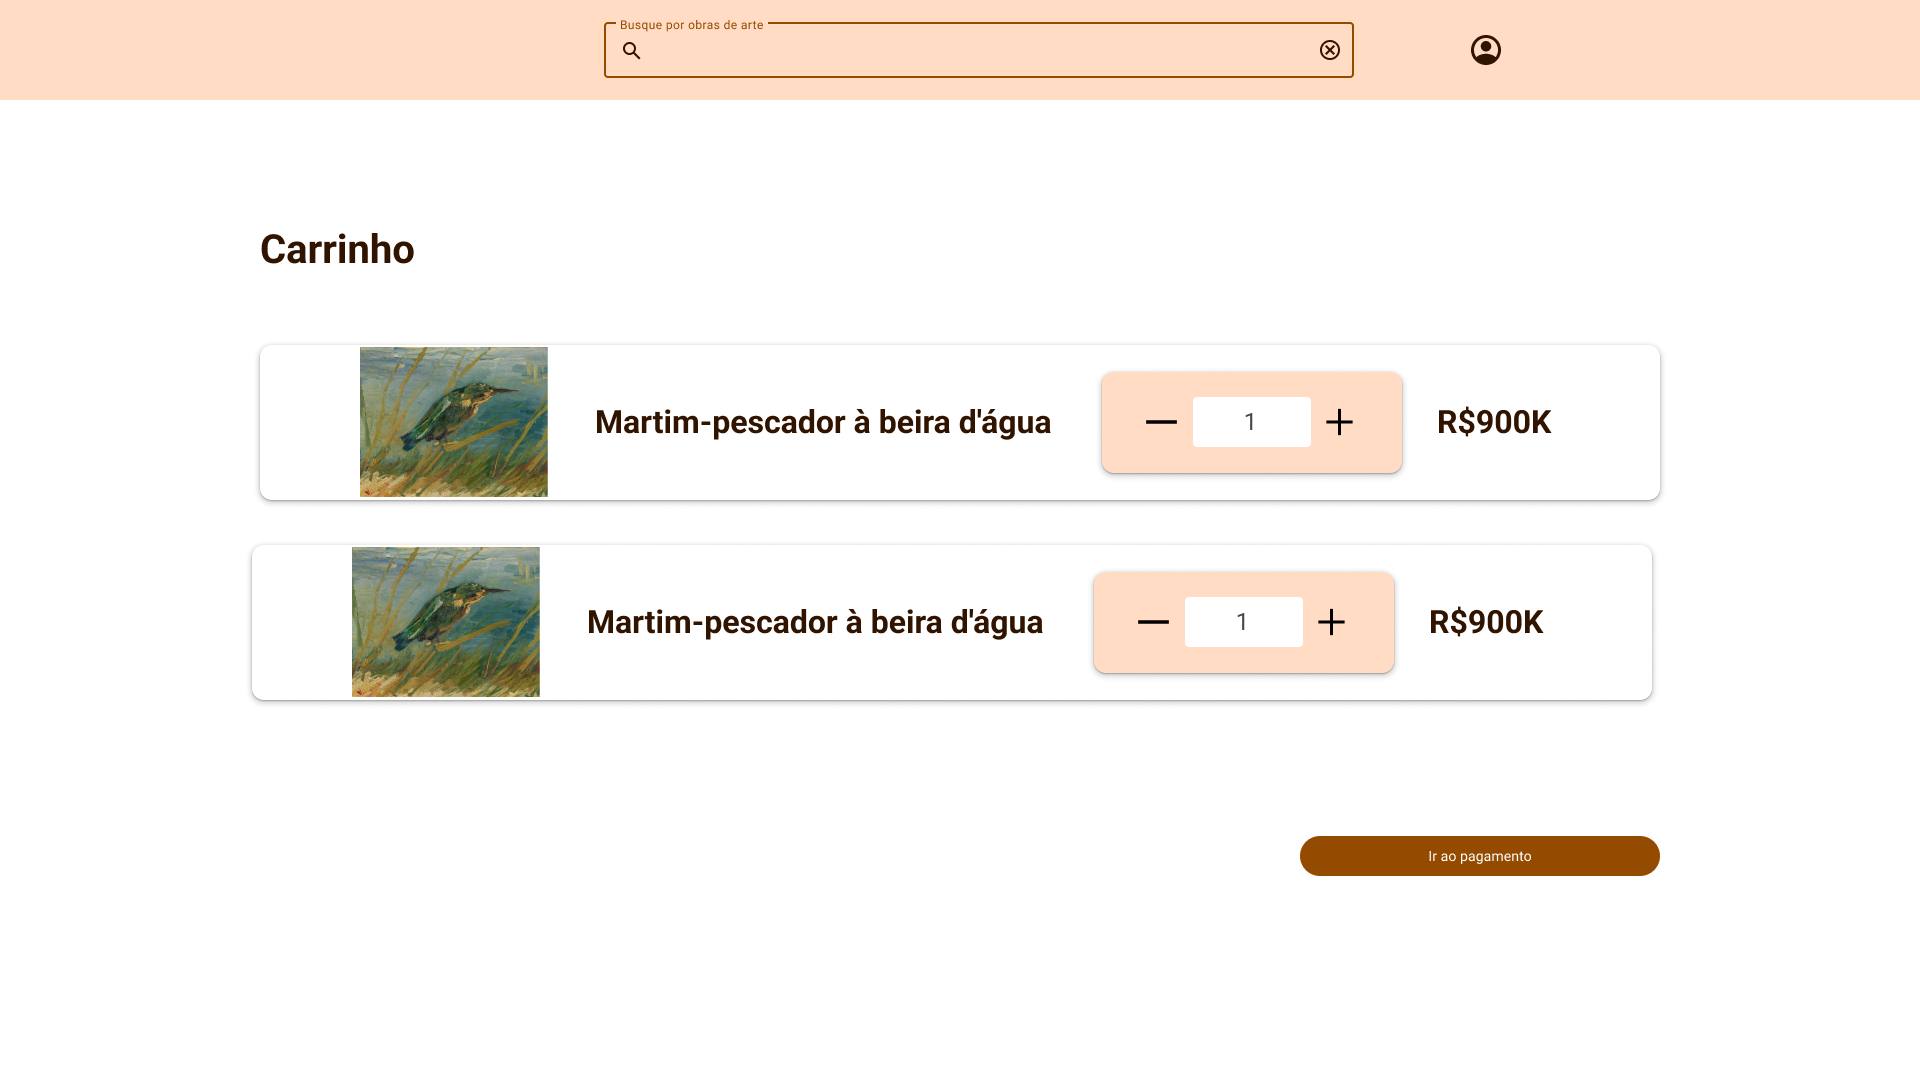 Busque por obras de arte
Carrinho
Martim-pescador à beira d'água
1
R$900K
Martim-pescador à beira d'água
1
R$900K
Ir ao pagamento